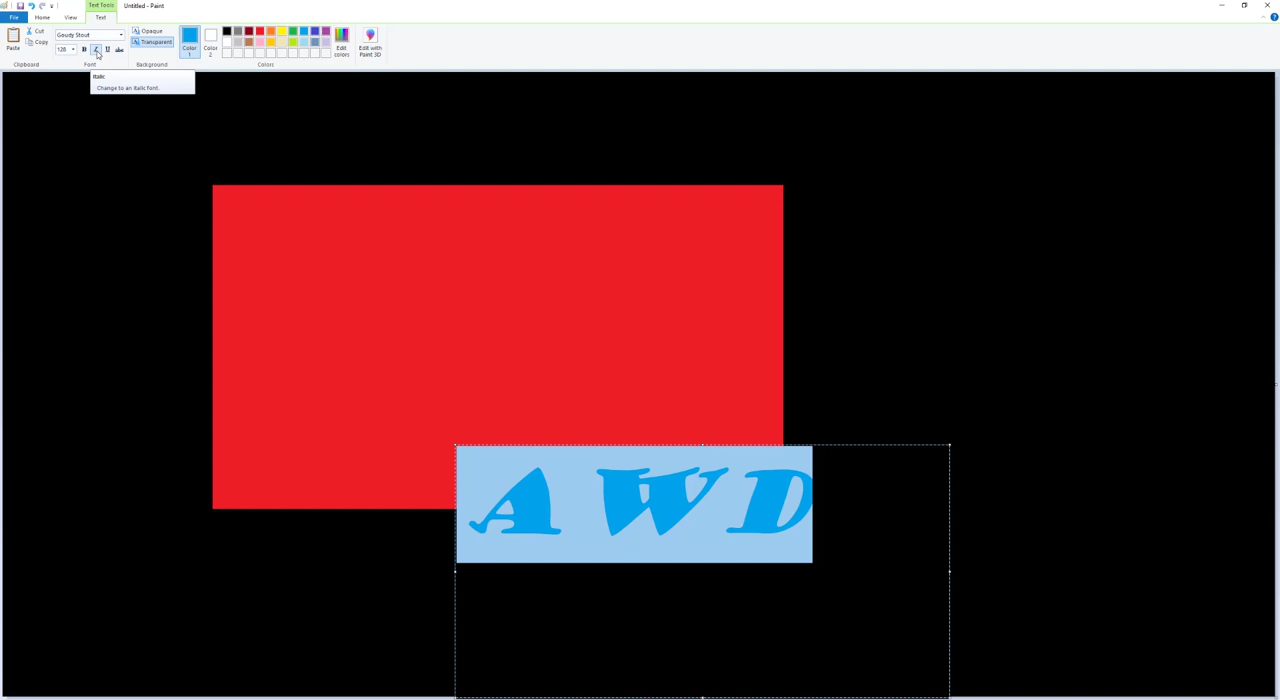 Text Tools
Untitled - Paint
File
Home
View
Text
Paste
Cut
Copy
Clipboard
Goudy Stout
128
B
I
U
abc
Font
Opaque
Transparent
Background
Color
1
Color
2
Colors
Edit
colors
Edit with
Paint 3D
Italic
Change to an italic font.
A W D